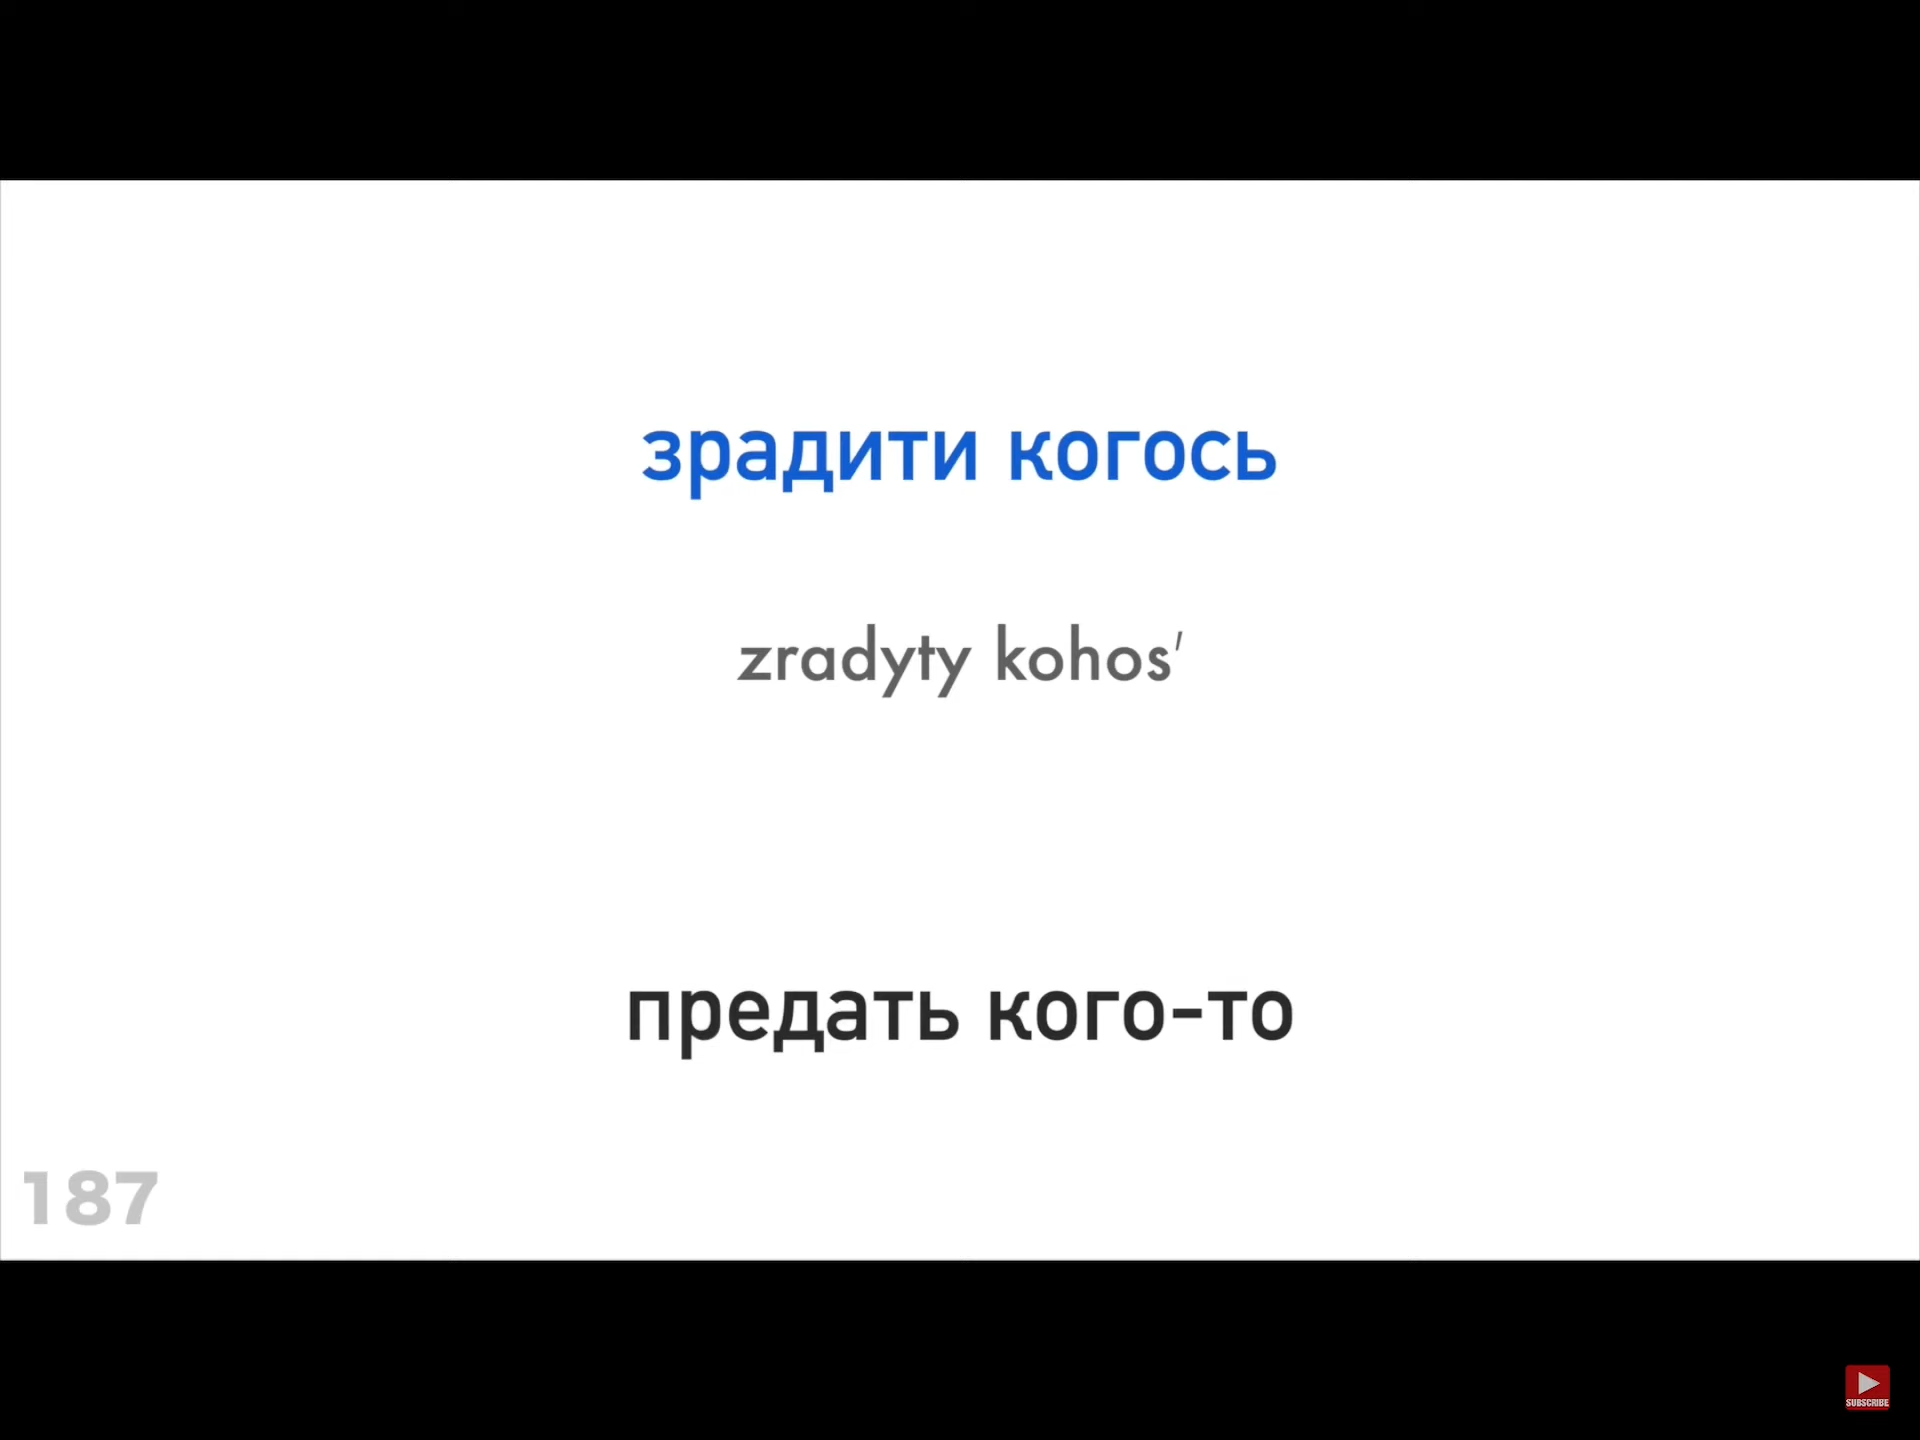 зрадити когось
zradyty kohos'
предать кого-то
187
SUBSCRIBE